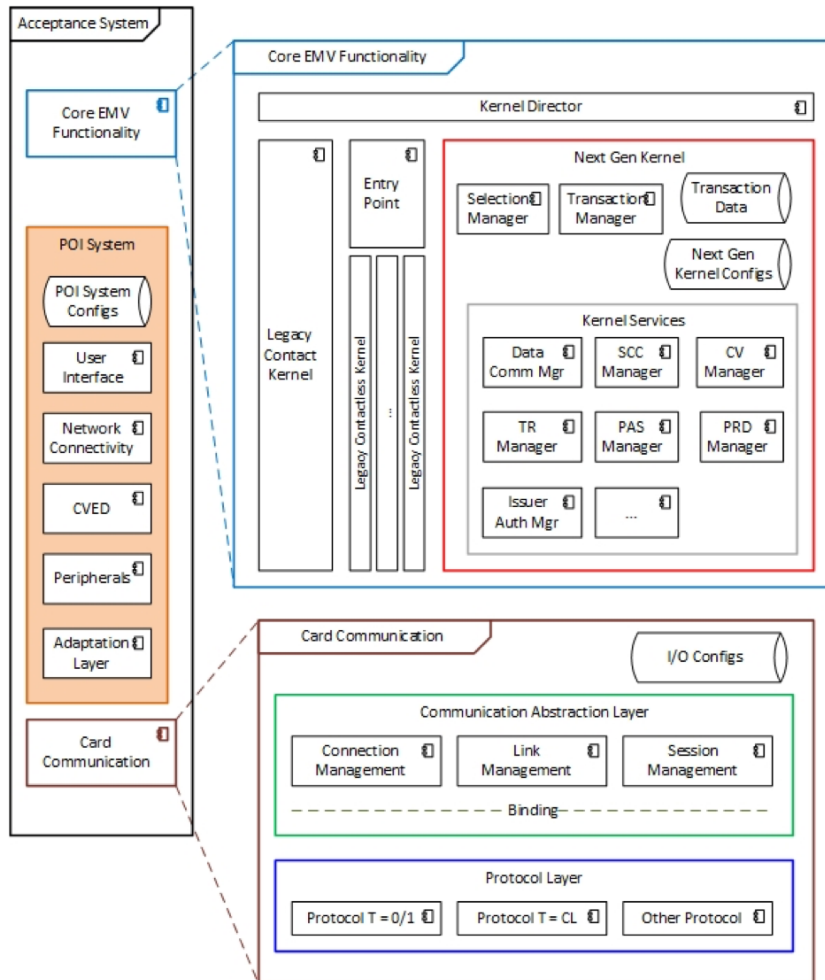 Acceptance System
Core EMV
Functionality
POI System
POI System
Configs
User
Interface
Network
Connectivity
CVED
Peripherals
Adaptation
Layer
Card
Communication
Core EMV Functionality
Kernel Director
Legacy
Contact
Kernel
Entry
Point
Legacy Contactless Kernel
...
Legacy Contactless Kernel
Next Gen Kernel
Selection
Manager
Transaction
Manager
Transaction
Data
Next Gen
Kernel Configs
Kernel Services
Data
Comm Mgr
SCC
Manager
CV
Manager
TR
Manager
PAS
Manager
PRD
Manager
Issuer
Auth Mgr
...
Card Communication
I/O Configs
Communication Abstraction Layer
Connection
Management
Link
Management
Session
Management
Binding
Protocol Layer
Protocol T = 0/1
Protocol T = CL
Other Protocol